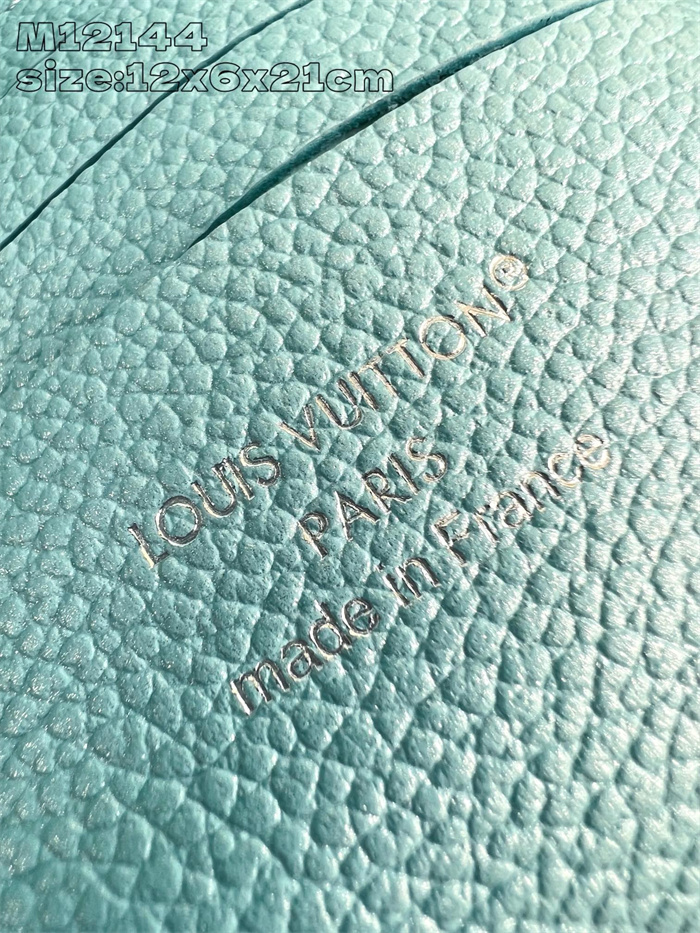 M12144
size:12x6x21cm
LOUIS VUITTON®
PARIS
made in France